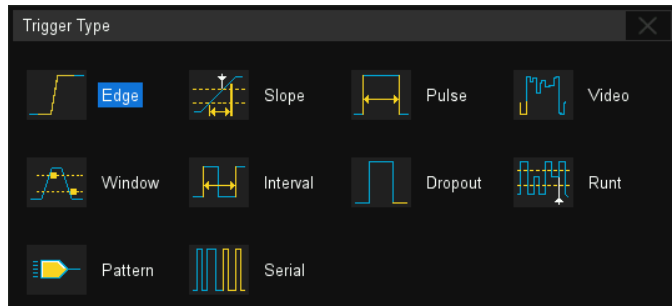 Trigger Type
Edge Slope Pulse Video
Window Interval Dropout Runt
Pattern Serial